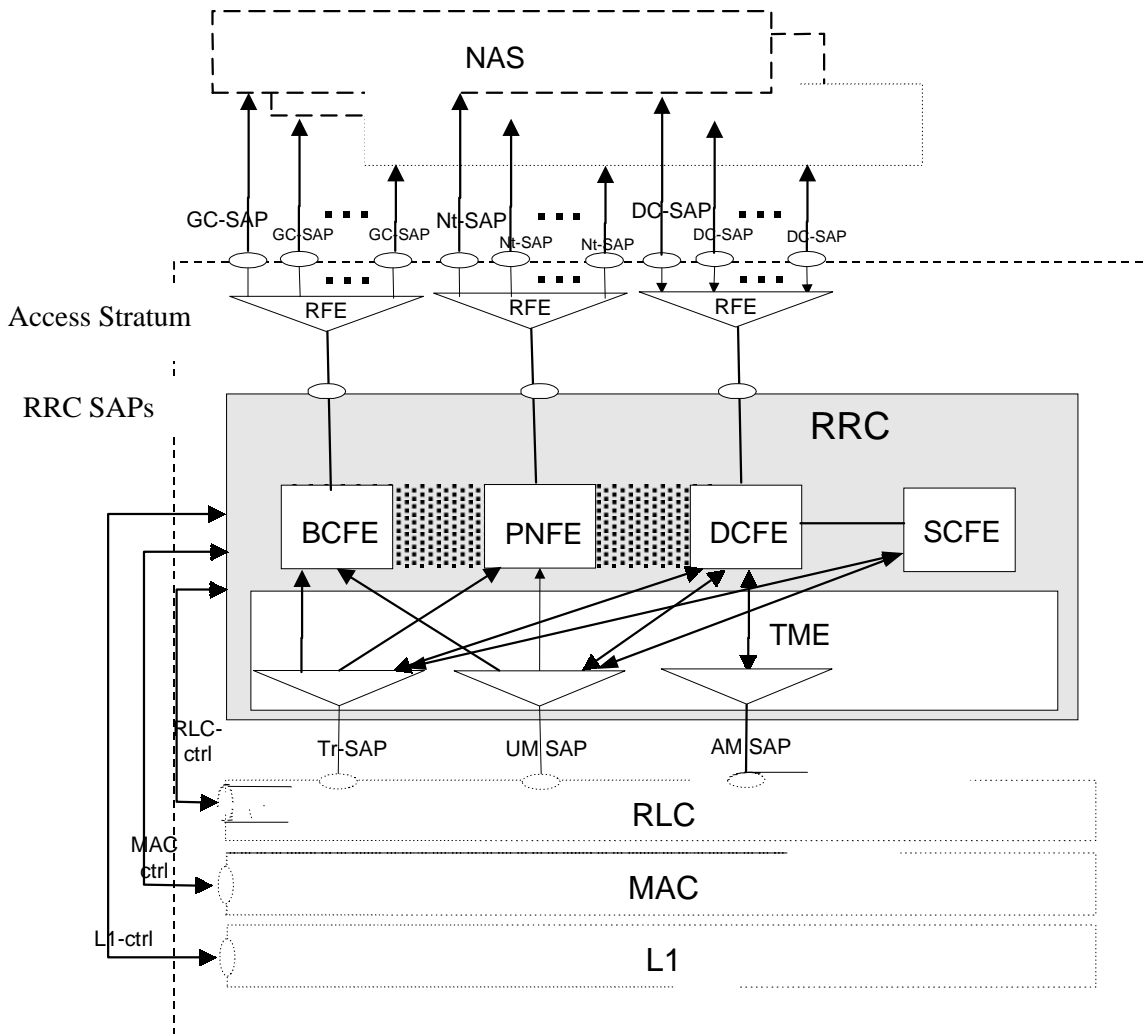 NAS
GC-SAP
GC-SAP
GC-SAP
Nt-SAP
Nt-SAP
Nt-SAP
DC-SAP
DC-SAP
DC-SAP
RFE
RFE
RFE
Access Stratum
RRC SAPs
RRC
BCFE
PNFE
DCFE
SCFE
TME
RLC-
ctrl
Tr-SAP
UM SAP
AM SAP
RLC
MAC
ctrl
MAC
L1-ctrl
L1